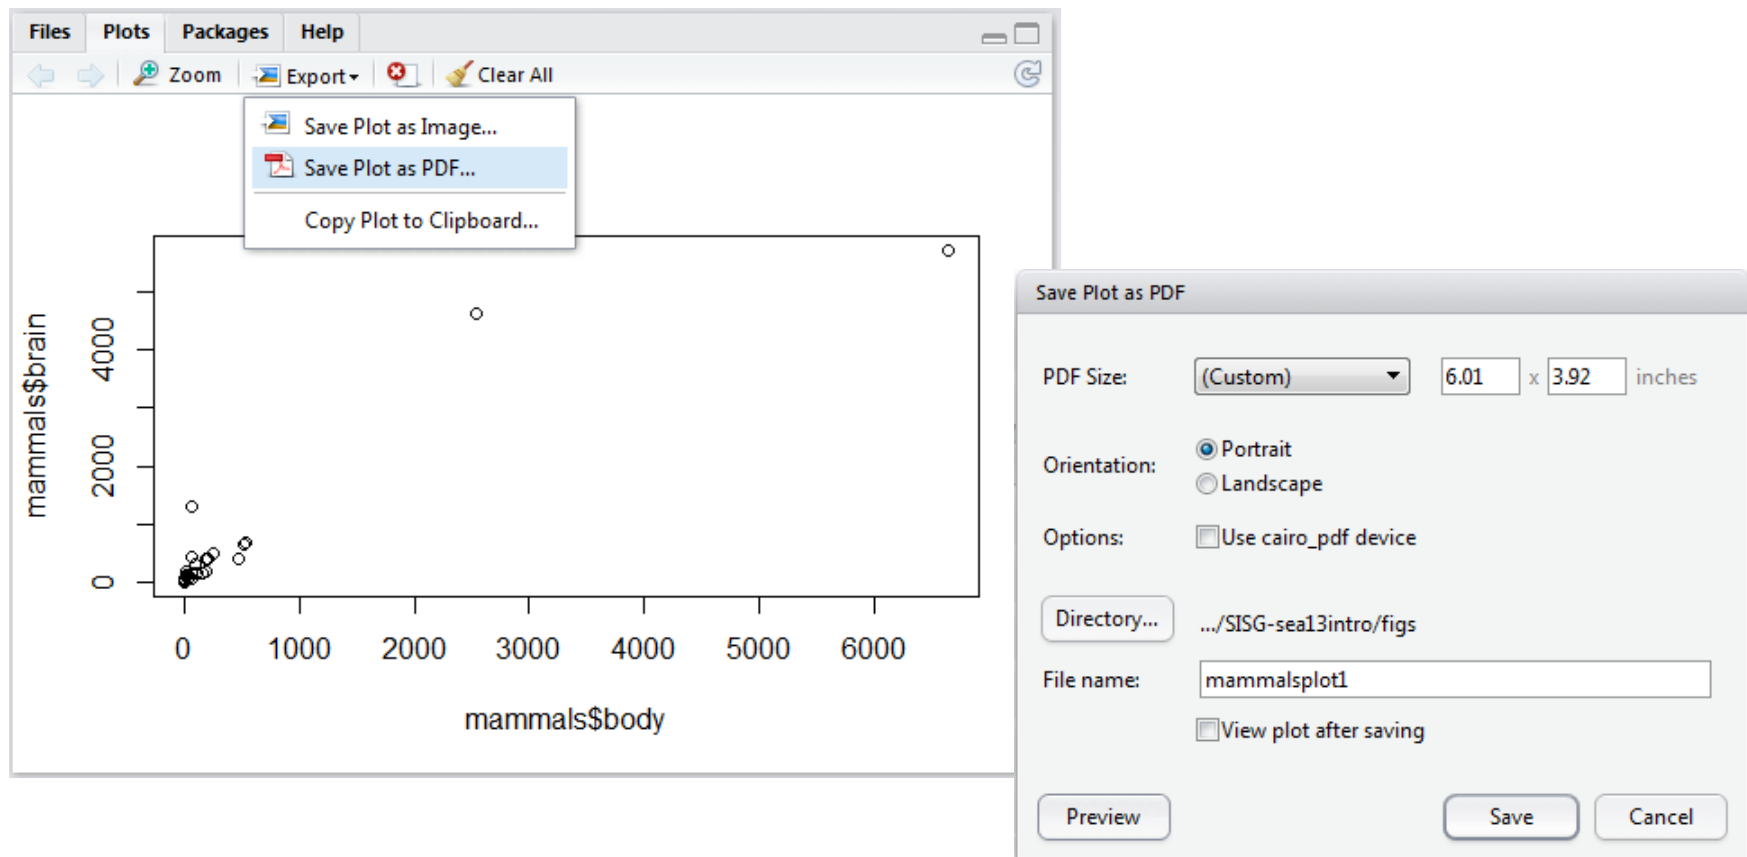 Files Plots Packages Help
Zoom Export Clear All
Save Plot as Image...
Save Plot as PDF...
Copy Plot to Clipboard...
mammals$brain
4000
2000
0
0 1000 2000 3000 4000 5000 6000
mammals$body
Save Plot as PDF
PDF Size: (Custom) 6.01 x 3.92 inches
Orientation: Portrait
Landscape
Options: Use cairo_pdf device
Directory... .../SISG-sea13intro/figs
File name: mammalsplot1
View plot after saving
Preview Save Cancel